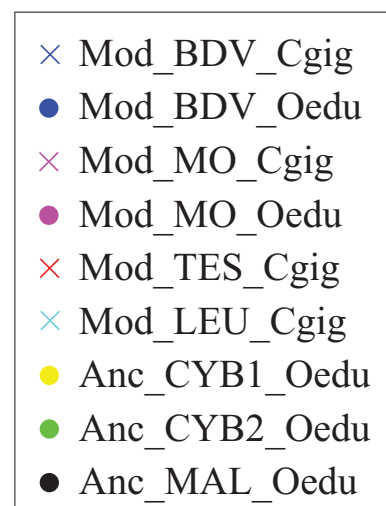 Mod_BDV_Cgig
Mod_BDV_Oedu
Mod_MO_Cgig
Mod_MO_Oedu
Mod_TES_Cgig
Mod_LEU_Cgig
Anc_CYB1_Oedu
Anc_CYB2_Oedu
Anc_MAL_Oedu